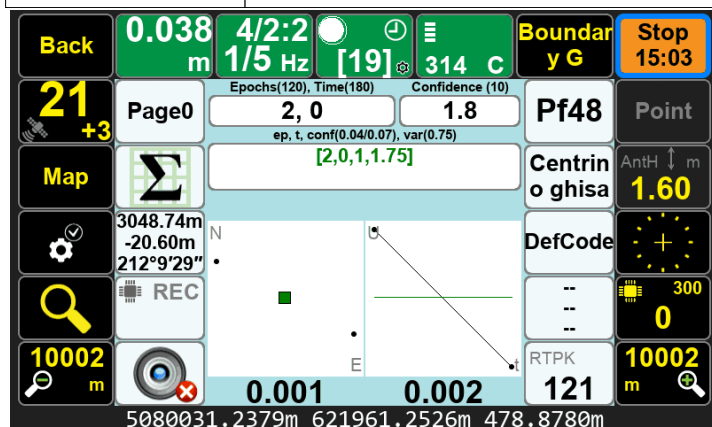 Back
0.038
m
4/2:2
1/5 Hz
[19]
314 C
Boundar
y G
Stop
15:03
21
+3
Page0
Epochs(120), Time(180)
2, 0
Confidence (10)
1.8
Pf48
Point
ep, t, conf(0.04/0.07), var(0.75)
[2,0,1,1.75]
Map
Σ
Centrin
o ghisa
AntH m
1.60
3048.74m
-20.60m
212°9'29"
N
U
DefCode
REC
--
--
--
300
0
10002
m
E
t
RTPK
121
10002
m
0.001
0.002
5080031.2379m 621961.2526m 478.8780m